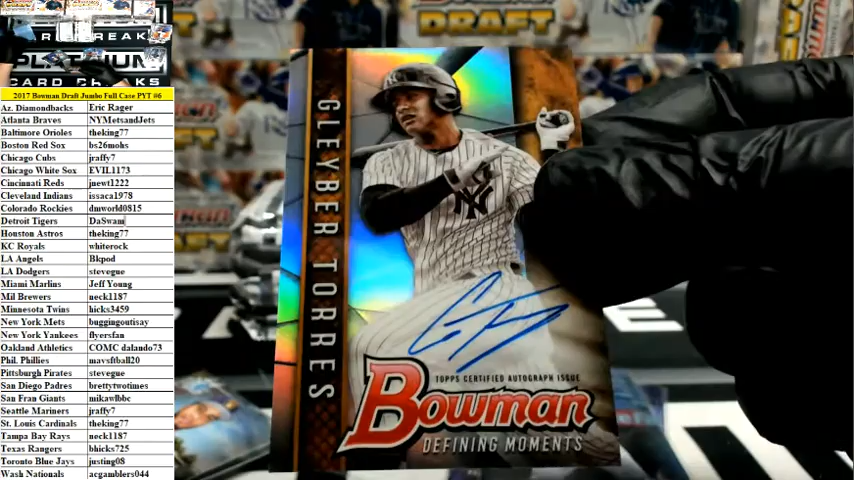 PLATINUM
CARD BREAKS
2017 Bowman Draft Jumbo Full Case PYT #6
Az. Diamondbacks Eric Rager
Atlanta Braves NYMetsandJets
Baltimore Orioles theking77
Boston Red Sox bs26mohs
Chicago Cubs jraffy7
Chicago White Sox EVIL1173
Cincinnati Reds jnewt1222
Cleveland Indians issaca1978
Colorado Rockies dmworld0815
Detroit Tigers DaSwam
Houston Astros theking77
KC Royals whiterock
LA Angels Bkpod
LA Dodgers stevegue
Miami Marlins Jeff Young
Mil Brewers neck1187
Minnesota Twins hicks3459
New York Mets buggingoutisay
New York Yankees flyersfan
Oakland Athletics COMC dalando73
Phil. Phillies mavsftball20
Pittsburgh Pirates stevegue
San Diego Padres brettytwotimes
San Fran Giants mikawlbbc
Seattle Mariners jraffy7
St. Louis Cardinals theking77
Tampa Bay Rays neck1187
Texas Rangers bhicks725
Toronto Blue Jays justing08
Wash Nationals acgamblers044
Bowman
DRAFT
GLEYBER TORRES
NY
TOPPS CERTIFIED AUTOGRAPH ISSUE
Bowman
DEFINING MOMENTS